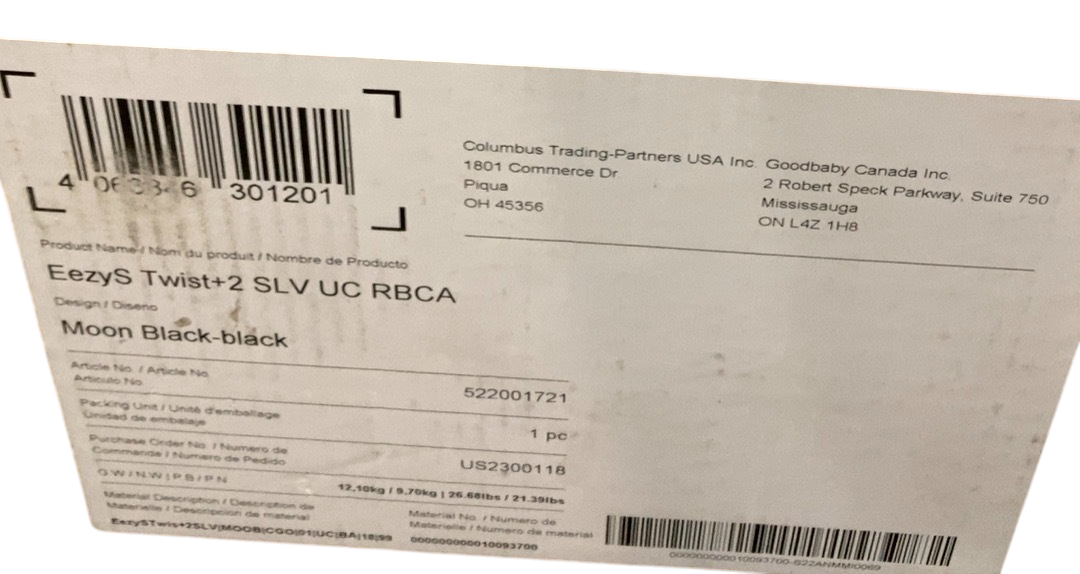 4 063846 301201
Columbus Trading-Partners USA Inc.
1801 Commerce Dr
Piqua
OH 45356
Goodbaby Canada Inc.
2 Robert Speck Parkway, Suite 750
Mississauga
ON L4Z 1H8
Product Name / Nom du produit / Nombre de Producto
EezyS Twist+2 SLV UC RBCA
Design / Diseno
Moon Black-black
Article No. / Article No.
Articulo No.
522001721
Packing Unit / Unité d'emballage
Unidad de embalaje
1 pc
Purchase Order No. / Numero de
Commande / Numero de Pedido
US2300118
G W / N W | P B / P N
12,10kg / 9,70kg | 26.68lbs / 21.39lbs
Material Description / Description de
Materielle / Descripcion de material
EezySTwis+2SLV|MOOB|CGO|01|UC|BA|18|99
Material No. / Numero de
Materielle / Numero de material
000000000010093700
000000000010093700-S22ANMMI0069